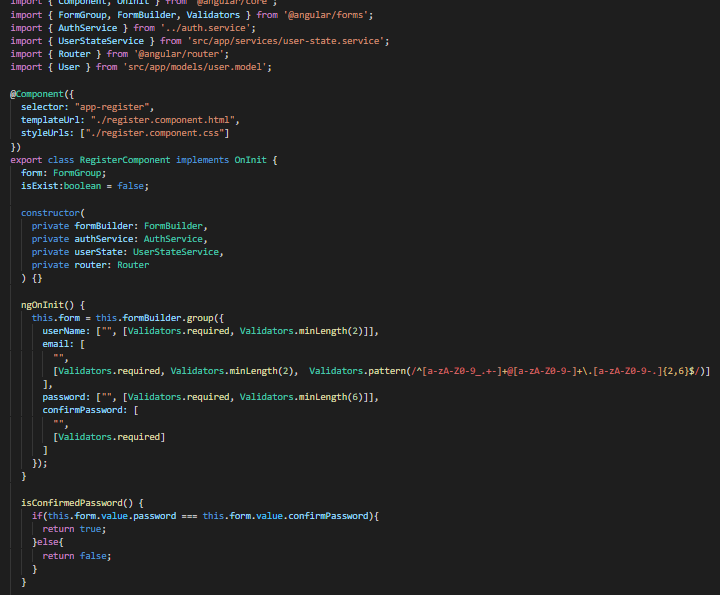 import { Component, OnInit } from '@angular/core';
import { FormGroup, FormBuilder, Validators } from '@angular/forms';
import { AuthService } from '../auth.service';
import { UserStateService } from 'src/app/services/user-state.service';
import { Router } from '@angular/router';
import { User } from 'src/app/models/user.model';

@Component({
  selector: "app-register",
  templateUrl: "./register.component.html",
  styleUrls: ["./register.component.css"]
})
export class RegisterComponent implements OnInit {
  form: FormGroup;
  isExist:boolean = false;

  constructor(
    private formBuilder: FormBuilder,
    private authService: AuthService,
    private userState: UserStateService,
    private router: Router
  ) {}

  ngOnInit() {
    this.form = this.formBuilder.group({
      userName: ["", [Validators.required, Validators.minLength(2)]],
      email: [
        "",
        [Validators.required, Validators.minLength(2),  Validators.pattern(/^[a-zA-Z0-9_.+-]+@[a-zA-Z0-9-]+\.[a-zA-Z0-9-.]{2,6}$/)]
      ],
      password: ["", [Validators.required, Validators.minLength(6)]],
      confirmPassword: [
        "",
        [Validators.required]
      ]
    });
  }

  isConfirmedPassword() {
    if(this.form.value.password === this.form.value.confirmPassword){
      return true;
    }else{
      return false;
    }
  }